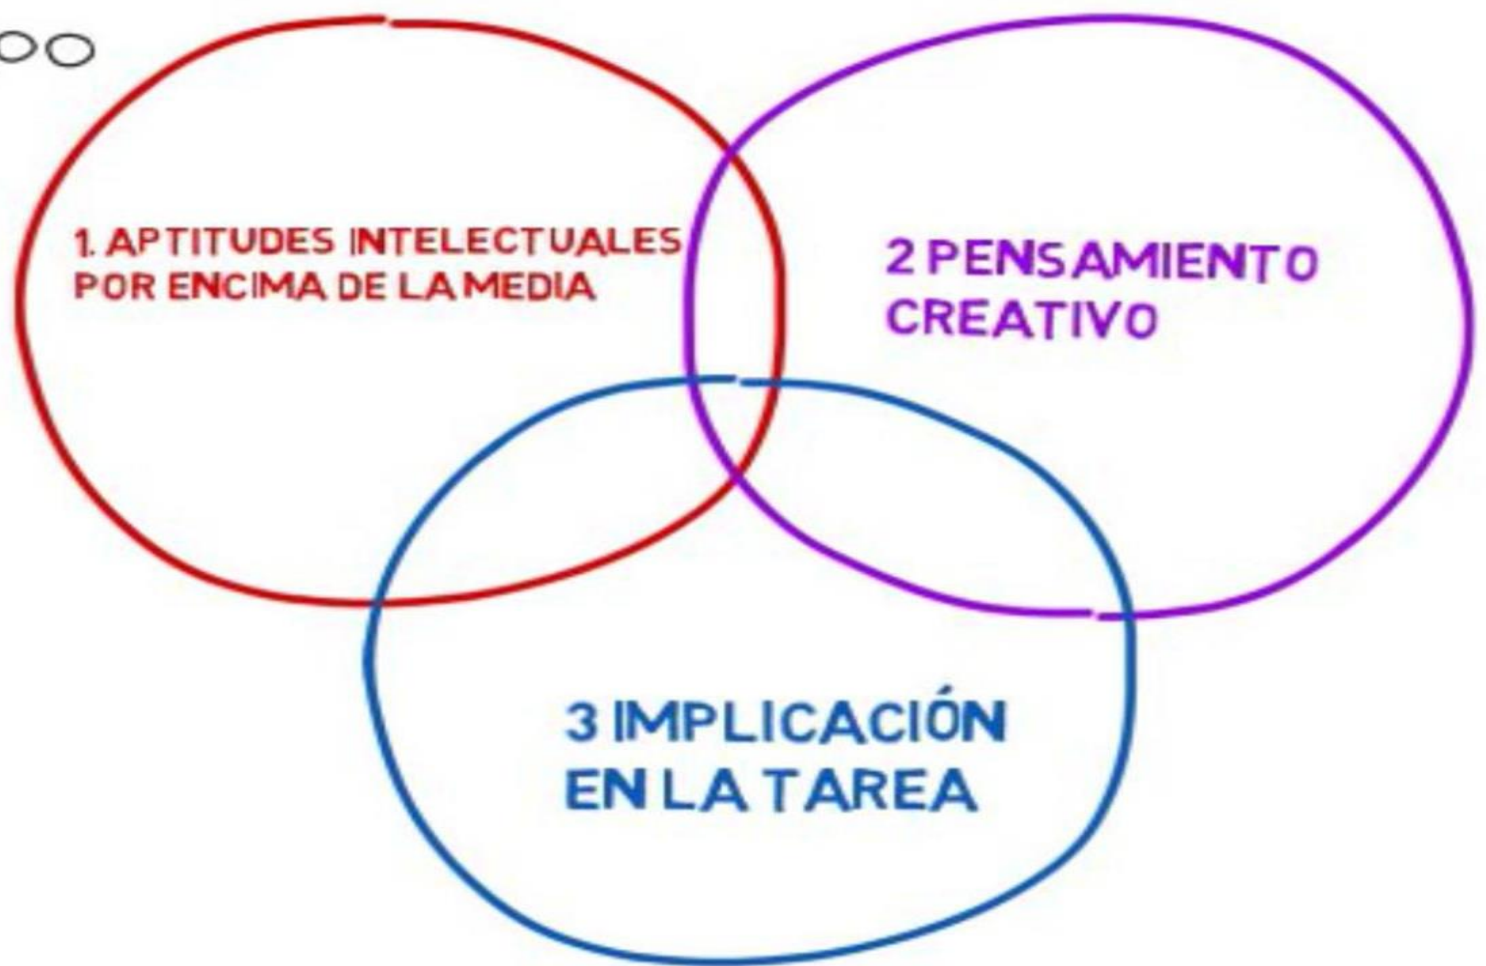 1. APTITUDES INTELECTUALES
POR ENCIMA DE LA MEDIA
2 PENSAMIENTO
CREATIVO
3 IMPLICACIÓN
EN LA TAREA